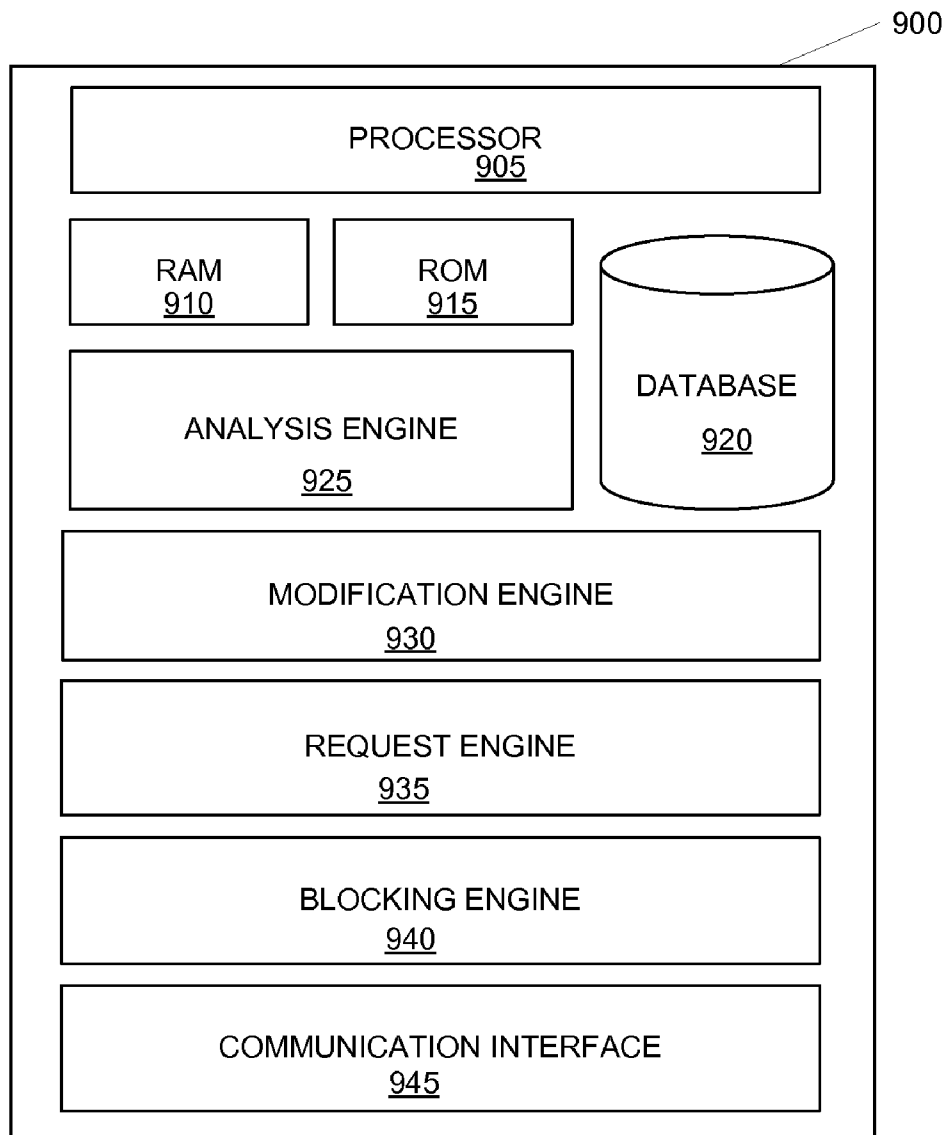 900
PROCESSOR
905
RAM
910
ROM
915
DATABASE
920
ANALYSIS ENGINE
925
MODIFICATION ENGINE
930
REQUEST ENGINE
935
BLOCKING ENGINE
940
COMMUNICATION INTERFACE
945